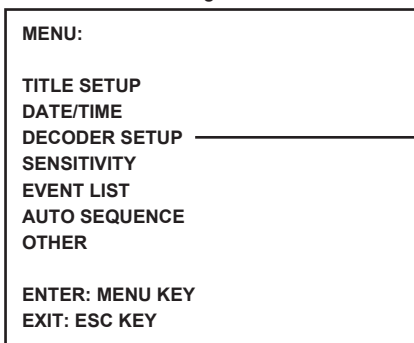 MENU:
TITLE SETUP
DATE/TIME
DECODER SETUP
SENSITIVITY
EVENT LIST
AUTO SEQUENCE
OTHER
ENTER: MENU KEY
EXIT: ESC KEY